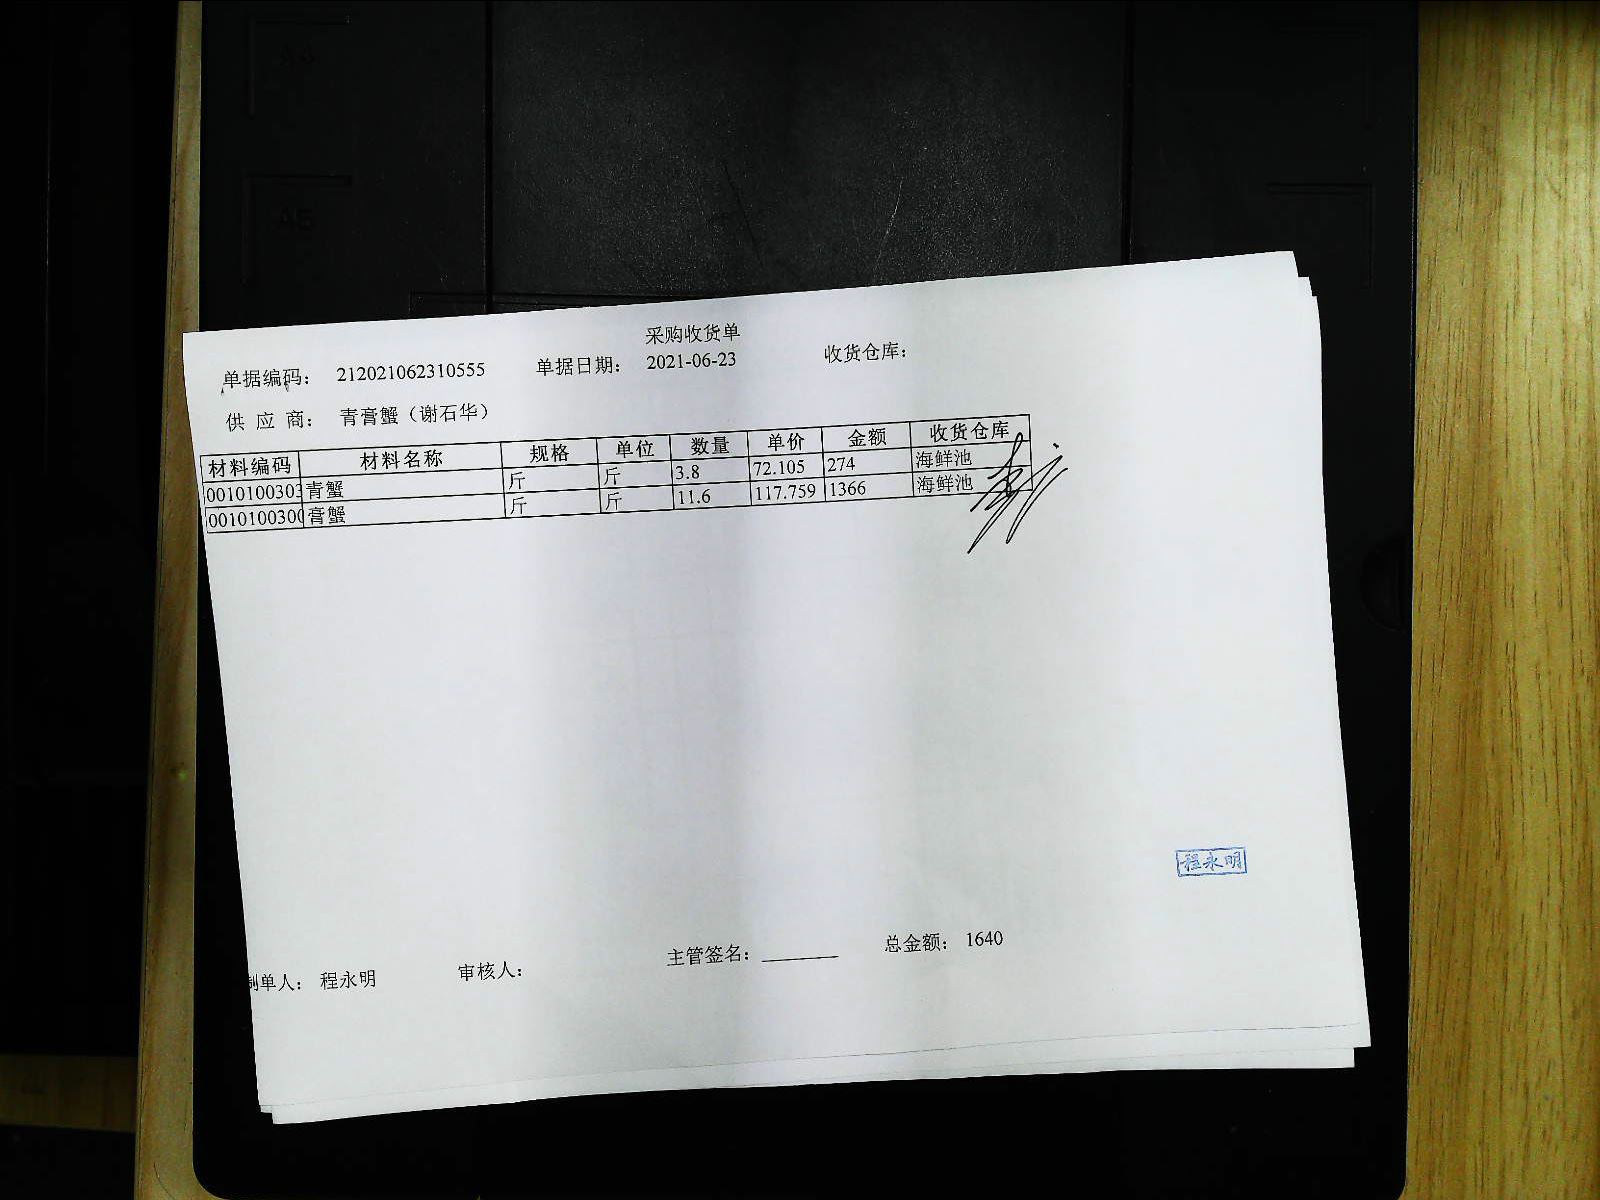 采购收货单
单据编码： 212021062310555 单据日期： 2021-06-23 收货仓库：
供 应 商： 青膏蟹（谢石华）
材料编码 材料名称 规格 单位 数量 单价 金额 收货仓库
0010100303 青蟹 斤 斤 3.8 72.105 274 海鲜池
0010100300 膏蟹 斤 斤 11.6 117.759 1366 海鲜池
程永明
制单人： 程永明 审核人： 主管签名： 总金额： 1640